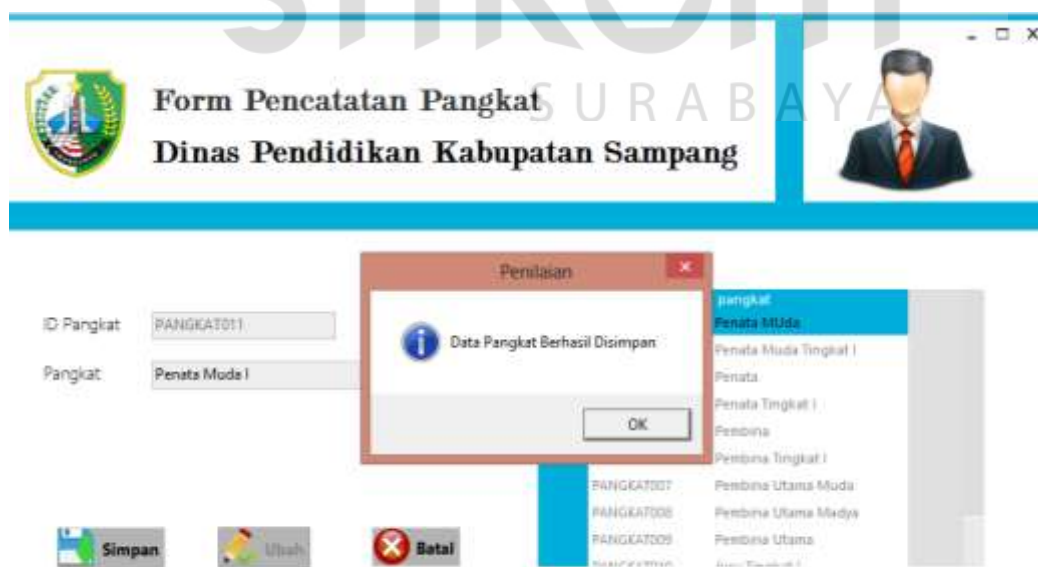 SURABAYA
Form Pencatatan Pangkat
Dinas Pendidikan Kabupatan Sampang
Penilaian
Data Pangkat Berhasil Disimpan
OK
ID Pangkat
PANGKAT011
Pangkat
Penata Muda I
pangkat
Penata MUda
Penata Muda Tingkat I
Penata
Penata Tingkat I
Pembina
Pembina Tingkat I
PANGKAT007 Pembina Utama Muda
PANGKAT008 Pembina Utama Madya
PANGKAT009 Pembina Utama
Simpan
Ubah
Batal